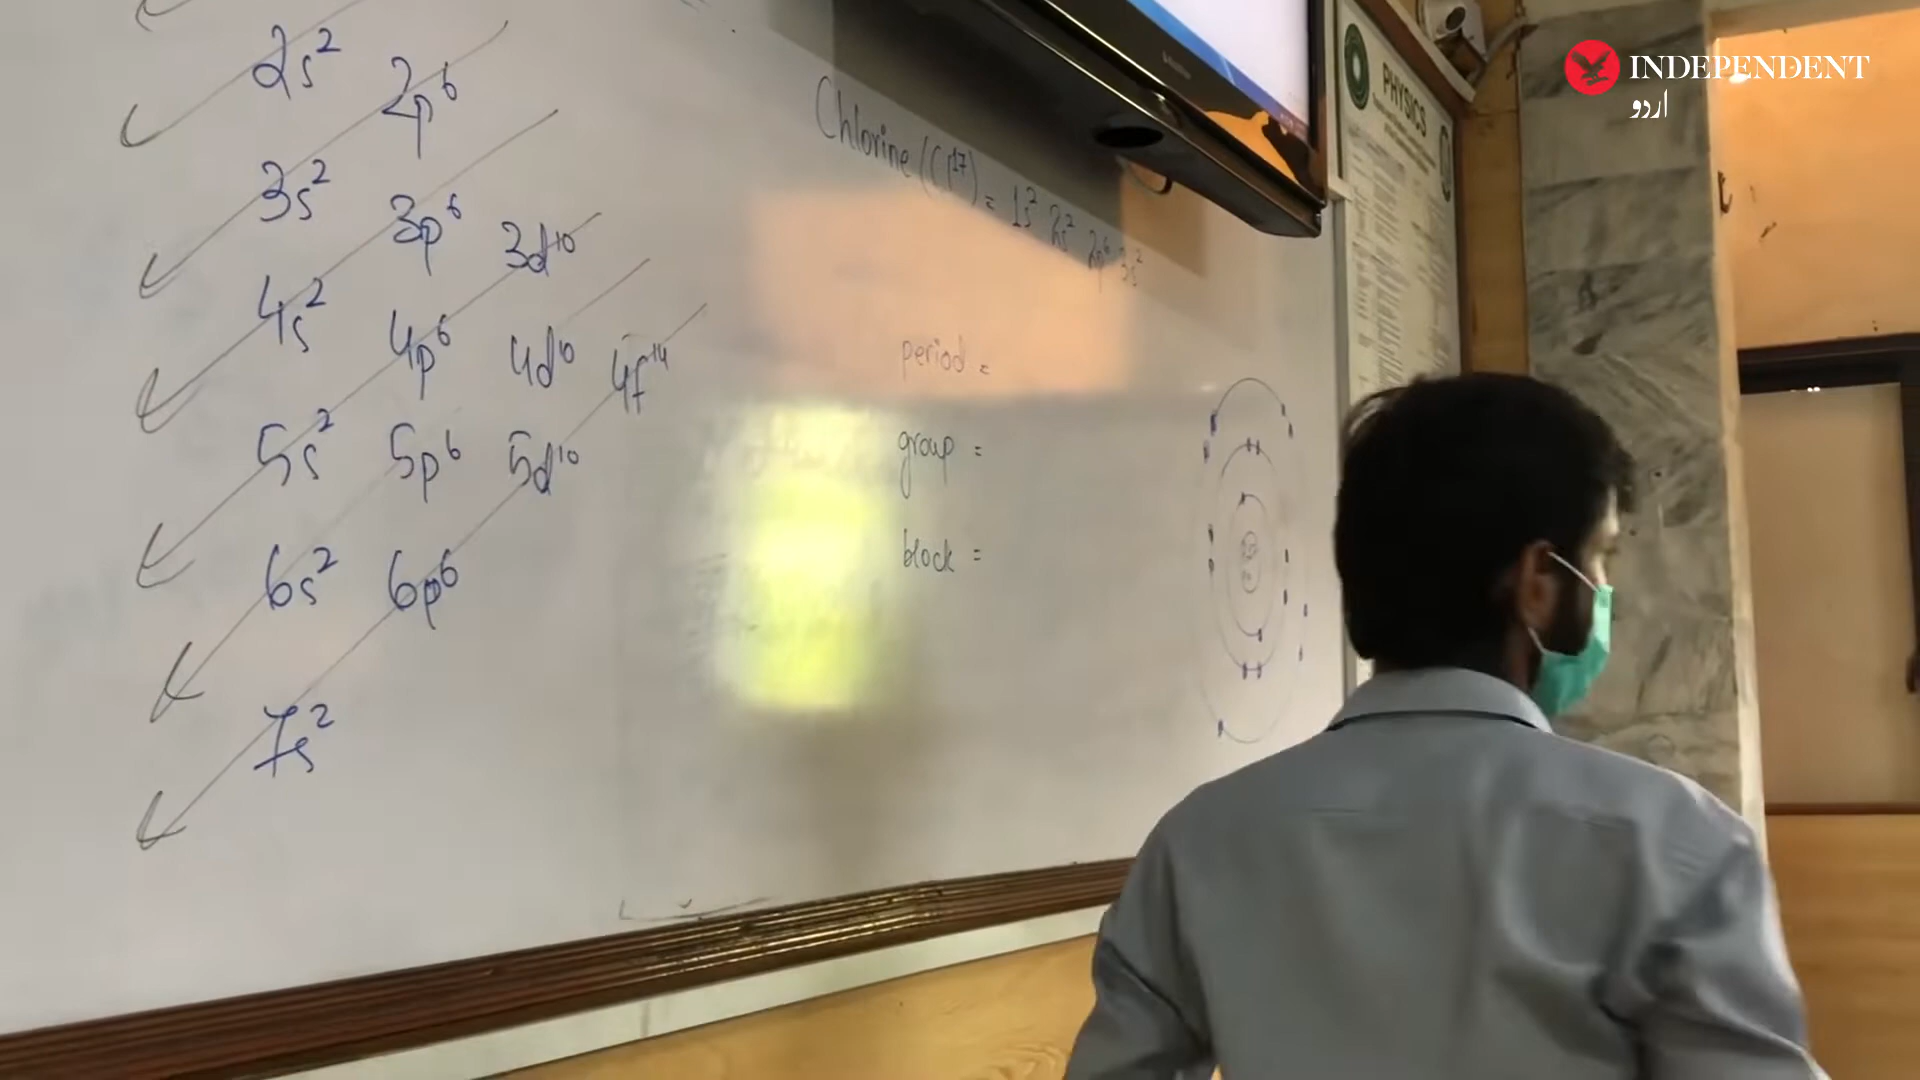 2s² 2p⁶
3s² 3p⁶ 3d¹⁰
4s² 4p⁶ 4d¹⁰ 4f¹⁴
5s² 5p⁶ 5d¹⁰
6s² 6p⁶
7s²
Chlorine (Cl¹⁷) = 1s² 2s² 2p⁶ 3s²
period =
group =
block =
PHYSICS
INDEPENDENT
اردو